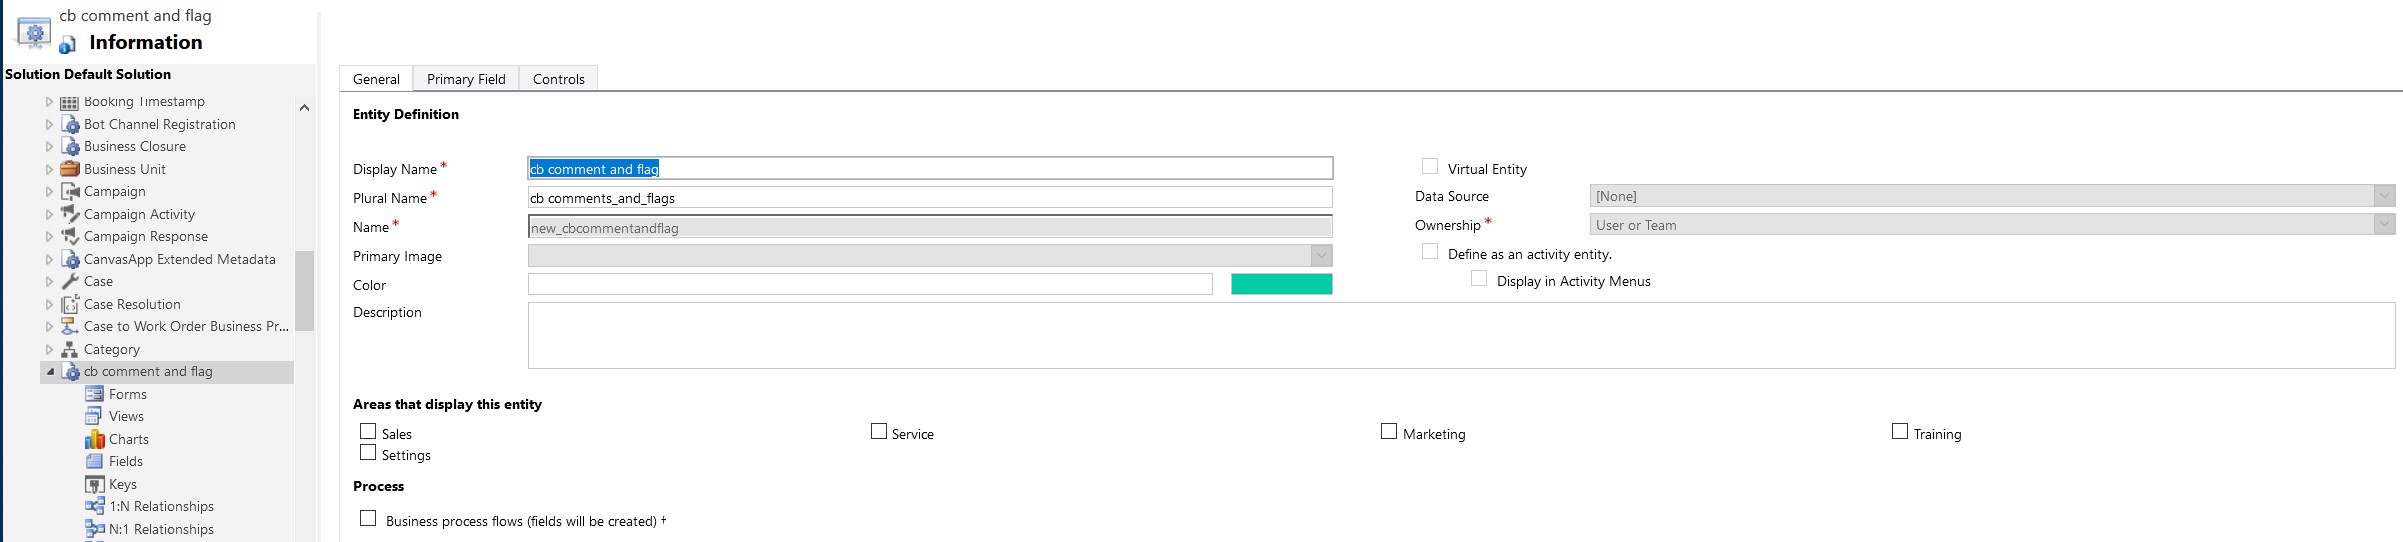 cb comment and flag
Information
Solution Default Solution
Booking Timestamp
Bot Channel Registration
Business Closure
Business Unit
Campaign
Campaign Activity
Campaign Response
CanvasApp Extended Metadata
Case
Case Resolution
Case to Work Order Business Pr...
Category
cb comment and flag
Forms
Views
Charts
Fields
Keys
1:N Relationships
N:1 Relationships
General Primary Field Controls
Entity Definition
Display Name * cb comment and flag
Plural Name * cb comments_and_flags
Name * new_cbcommentandflag
Primary Image
Color
Description
Virtual Entity
Data Source [None]
Ownership * User or Team
Define as an activity entity.
Display in Activity Menus
Areas that display this entity
Sales Service Marketing Training
Settings
Process
Business process flows (fields will be created) †